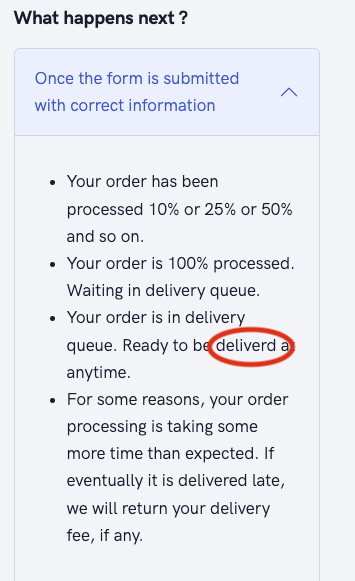 What happens next ?
Once the form is submitted
with correct information
• Your order has been
processed 10% or 25% or 50%
and so on.
• Your order is 100% processed.
Waiting in delivery queue.
• Your order is in delivery
queue. Ready to be deliverd
anytime.
• For some reasons, your order
processing is taking some
more time than expected. If
eventually it is delivered late,
we will return your delivery
fee, if any.